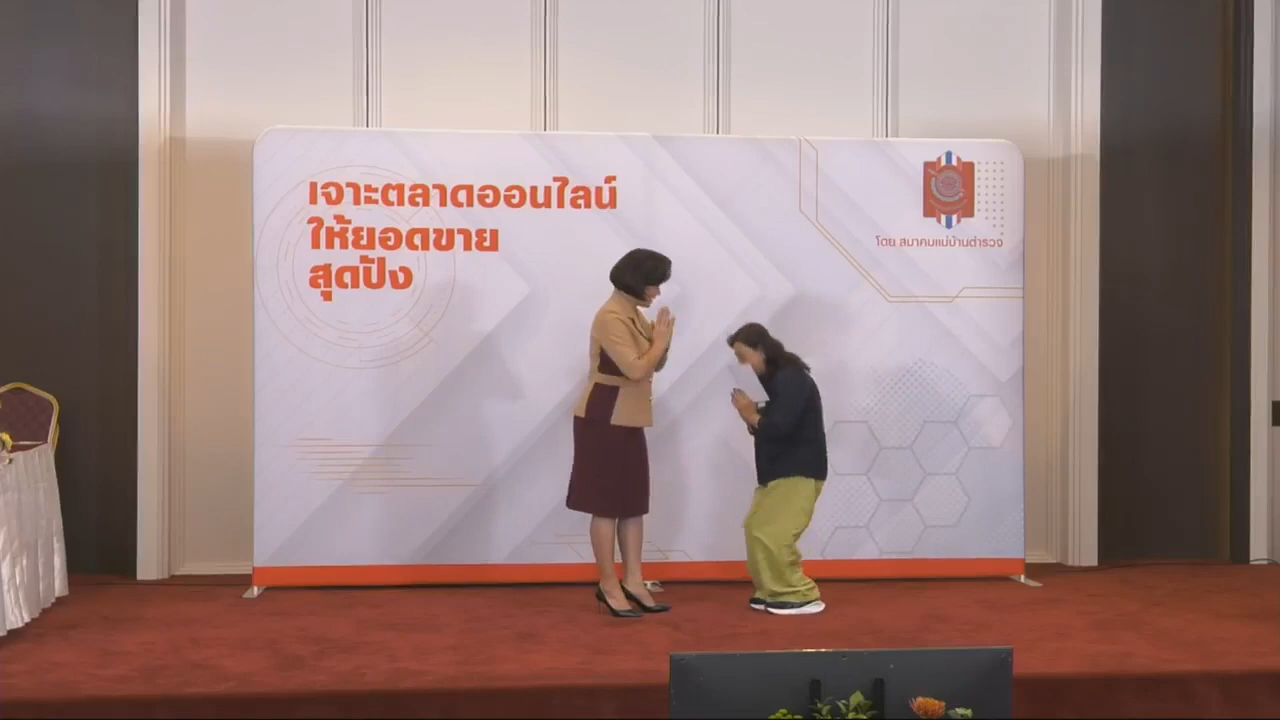 เจาะตลาดออนไลน์
ให้ยอดขาย
สุดปัง
โดย สมาคมแม่บ้านตำรวจ